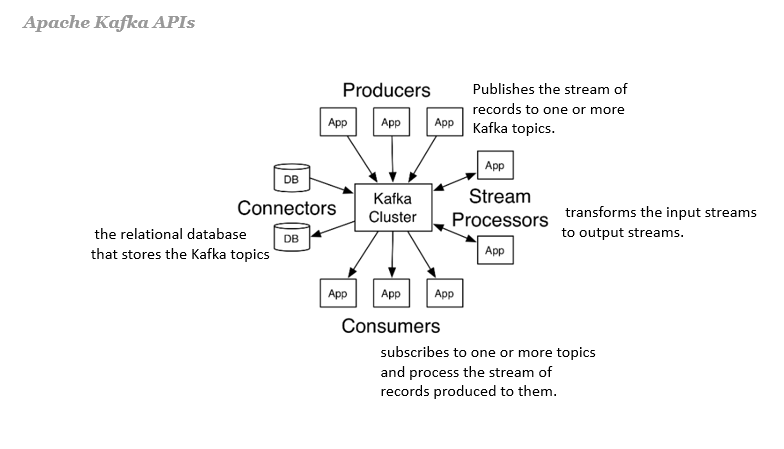 Apache Kafka APIs
Producers
Publishes the stream of
records to one or more
Kafka topics.
App
App
App
App
DB
Kafka
Cluster
Connectors
Stream
Processors
transforms the input streams
to output streams.
the relational database
that stores the Kafka topics
DB
App
App
App
App
Consumers
subscribes to one or more topics
and process the stream of
records produced to them.